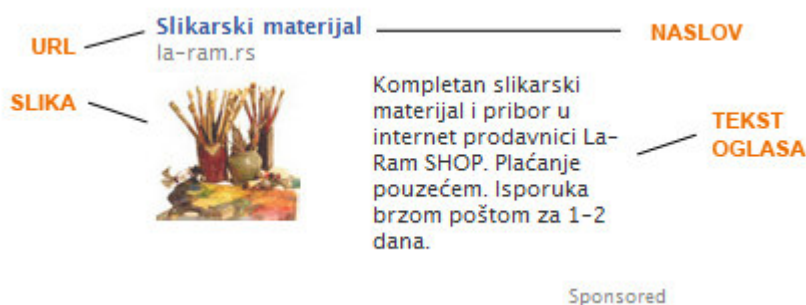 Slikarski materijal
NASLOV
URL
la-ram.rs
SLIKA
Kompletan slikarski
materijal i pribor u
internet prodavnici La-
Ram SHOP. Plaćanje
pouzećem. Isporuka
brzom poštom za 1-2
dana.
TEKST
OGLASA
Sponsored